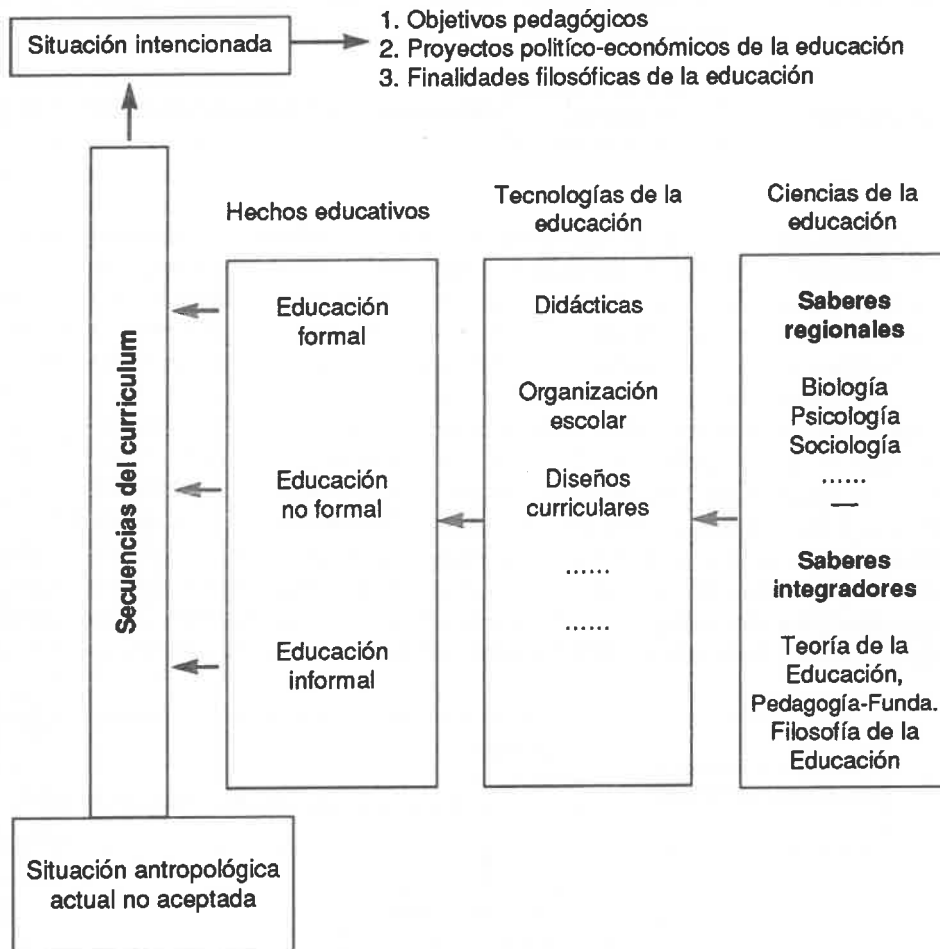 Situación intencionada
1. Objetivos pedagógicos
2. Proyectos politíco-económicos de la educación
3. Finalidades filosóficas de la educación
Secuencias del curriculum
Hechos educativos
Educación
formal
Educación
no formal
Educación
informal
Tecnologías de la
educación
Didácticas
Organización
escolar
Diseños
curriculares
......
......
Ciencias de la
educación
Saberes
regionales
Biología
Psicología
Sociología
......
—
Saberes
integradores
Teoría de la
Educación,
Pedagogía-Funda.
Filosofía de la
Educación
Situación antropológica
actual no aceptada